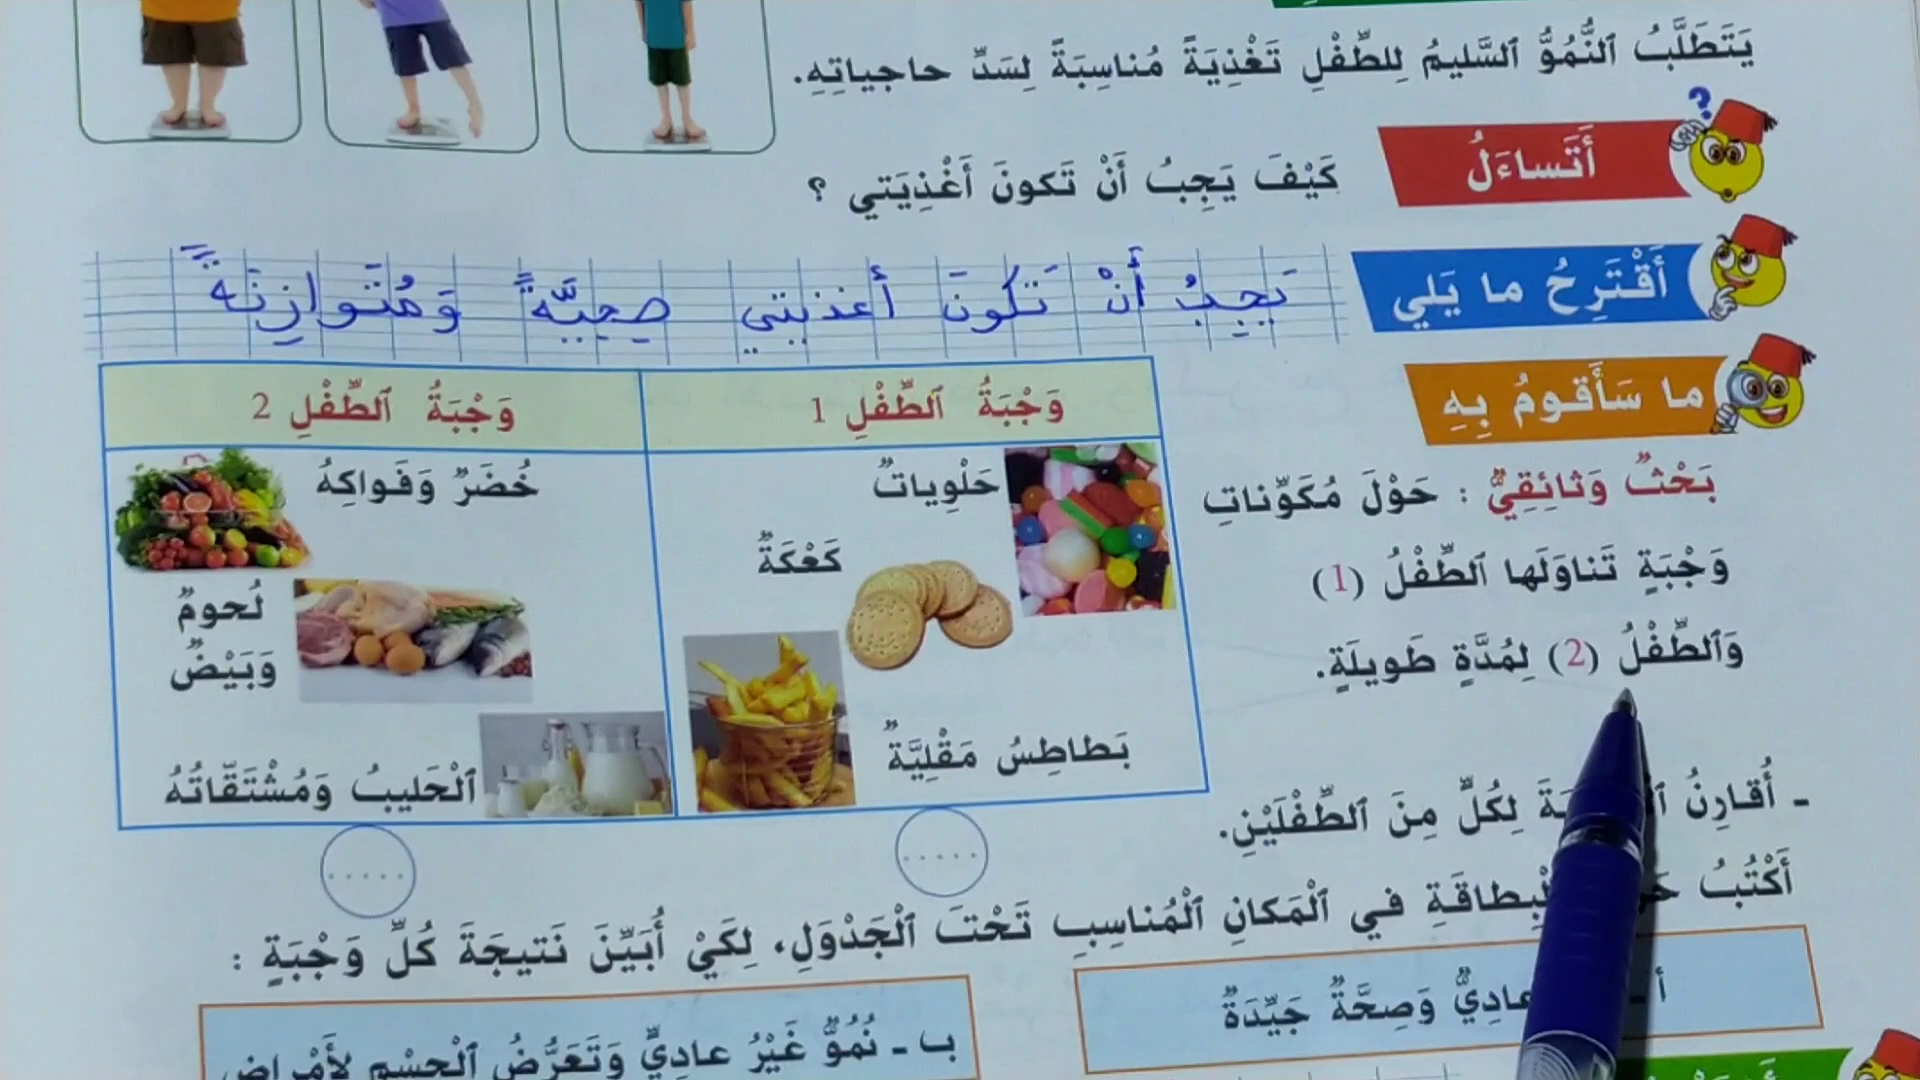 يَتَطَلَّبُ ٱلنُّمُوُّ ٱلسَّليمُ لِلطِّفْلِ تَغْذِيَةً مُناسِبَةً لِسَدِّ حاجياتِهِ.
أَتَساءَلُ
كَيْفَ يَجِبُ أَنْ تَكونَ أَغْذِيَتي ؟
أَقْتَرِحُ ما يَلي
يَجِبُ أَنْ تَكونَ أغذيتي صِحِيَّةً وَمُتَوازِنَةً
ما سَأَقومُ بِهِ
بَحْثٌ وَثائِقِيٌّ : حَوْلَ مُكَوِّناتِ
وَجْبَةٍ تَناوَلَها ٱلطِّفْلُ (1)
وَٱلطِّفْلُ (2) لِمُدَّةٍ طَويلَةٍ.
وَجْبَةُ ٱلطِّفْلِ 1
حَلْوِياتٌ
كَعْكَةٌ
بَطاطِسُ مَقْلِيَّةٌ
وَجْبَةُ ٱلطِّفْلِ 2
خُضَرٌ وَفَواكِهُ
لُحومٌ
وَبَيْضٌ
ٱلْحَليبُ وَمُشْتَقّاتُهُ
- أُقارِنُ لِكُلٍّ مِنَ ٱلطِّفْلَيْنِ.
.....
.....
أَكْتُبُ ٱلْبِطاقَةِ في ٱلْمَكانِ ٱلْمُناسِبِ تَحْتَ ٱلْجَدْوَلِ، لِكَيْ أُبَيِّنَ نَتيجَةَ كُلِّ وَجْبَةٍ :
أ - عادِيٌّ وَصِحَّةٌ جَيِّدَةٌ
ب - نُمُوٌّ غَيْرُ عادِيٍّ وَتَعَرُّضُ ٱلْجِسْمِ لِأَمْراضٍ